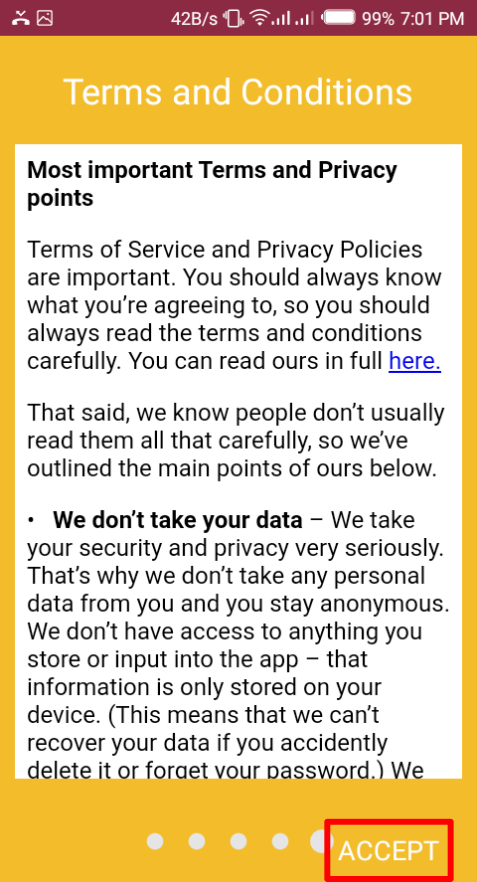 42B/s 99% 7:01 PM
Terms and Conditions
Most important Terms and Privacy
points
Terms of Service and Privacy Policies
are important. You should always know
what you’re agreeing to, so you should
always read the terms and conditions
carefully. You can read ours in full here.
That said, we know people don’t usually
read them all that carefully, so we’ve
outlined the main points of ours below.
• We don’t take your data – We take
your security and privacy very seriously.
That’s why we don’t take any personal
data from you and you stay anonymous.
We don’t have access to anything you
store or input into the app – that
information is only stored on your
device. (This means that we can’t
recover your data if you accidently
delete it or forget your password.) We
ACCEPT